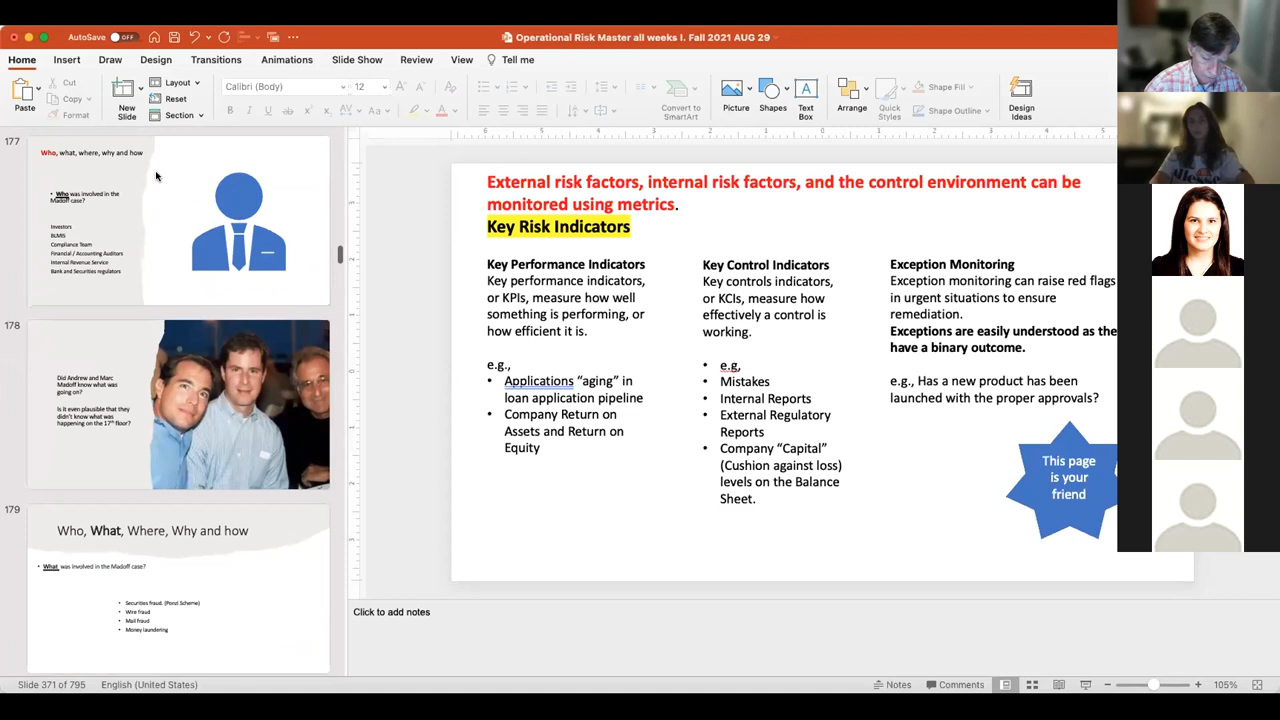 AutoSave OFF
Operational Risk Master all weeks I. Fall 2021 AUG 29
Home Insert Draw Design Transitions Animations Slide Show Review View Tell me
Paste
Cut
Copy
Format
New
Slide
Layout
Reset
Section
Calibri (Body) 12
Convert to
SmartArt
Picture
Shapes
Text
Box
Arrange
Quick
Styles
Shape Fill
Shape Outline
Design
Ideas
177
Who, what, where, why and how
• Who was involved in the
Madoff case?
Investors
BLMIS
Compliance Team
Financial / Accounting Auditors
Internal Revenue Service
Bank and Securities regulators
178
Did Andrew and Marc
Madoff know what was
going on?
Is it even plausible that they
didn't know what was
happening on the 17th floor?
179
Who, What, Where, Why and how
• What was involved in the Madoff case?
• Securities fraud. (Ponzi Scheme)
• Wire fraud
• Mail fraud
• Money laundering
External risk factors, internal risk factors, and the control environment can be
monitored using metrics.
Key Risk Indicators
Key Performance Indicators
Key performance indicators,
or KPIs, measure how well
something is performing, or
how efficient it is.
e.g.,
• Applications “aging” in
loan application pipeline
• Company Return on
Assets and Return on
Equity
Key Control Indicators
Key controls indicators,
or KCIs, measure how
effectively a control is
working.
• e.g,
• Mistakes
• Internal Reports
• External Regulatory
Reports
• Company “Capital”
(Cushion against loss)
levels on the Balance
Sheet.
Exception Monitoring
Exception monitoring can raise red flags
in urgent situations to ensure
remediation.
Exceptions are easily understood as the
have a binary outcome.
e.g., Has a new product has been
launched with the proper approvals?
This page
is your
friend
Click to add notes
Slide 371 of 795 English (United States)
Notes Comments 105%